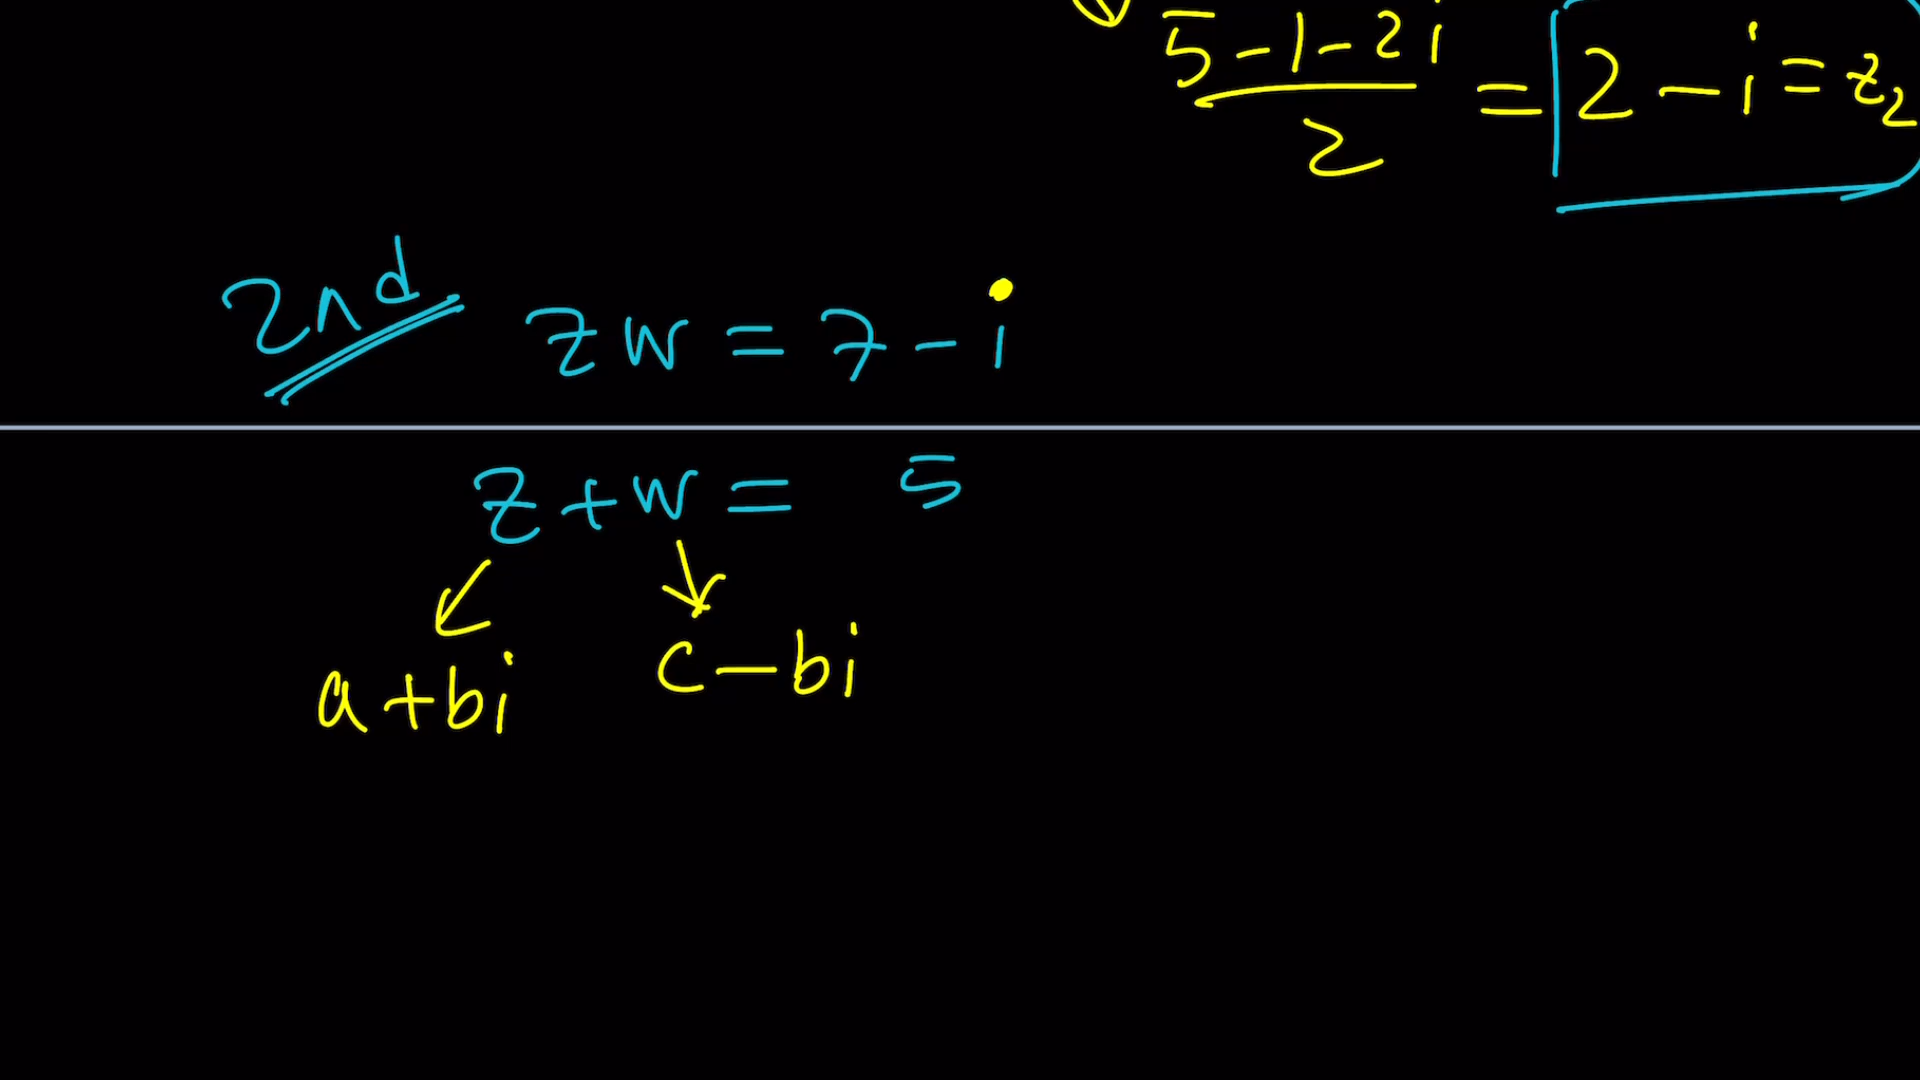 5-1-2i
2
= 2-i=z₂
2nd zw = 7-i
z+w = 5
a+bi c-bi